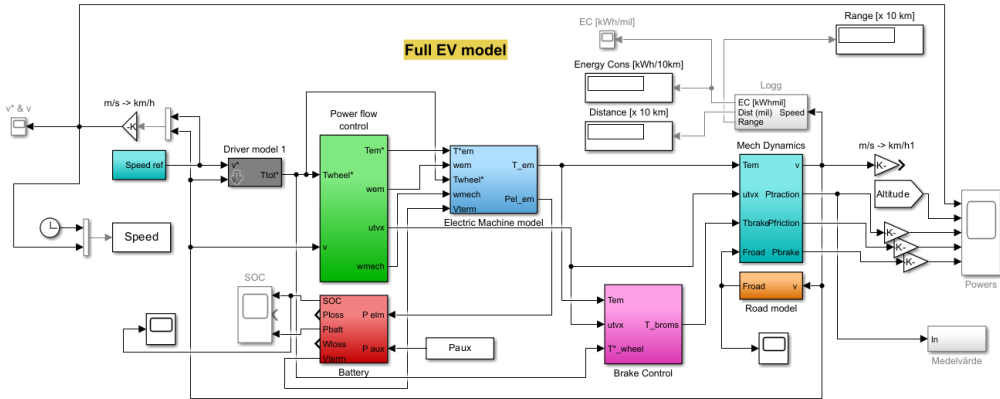 EC [kWh/mil]
Range [x 10 km]
Full EV model
Energy Cons [kWh/10km]
Logg
EC [kWhmil]
Dist (mil)
Range
Speed
Distance [x 10 km]
v* & v
m/s -> km/h
-K-
Speed ref
Driver model 1
v*
v
Ttot*
Power flow
control
Twheel*
v
Tem*
wem
utvx
wmech
T*em
wem
Twheel*
wmech
Vterm
T_em
Pel_em
Electric Machine model
Mech Dynamics
Tem
utvx
Tbrake
Froad
v
Ptraction
Pfriction
Pbrake
m/s -> km/h1
K-
Altitude
K-
K-
K-
Powers
Speed
SOC
SOC
Ploss
Pbatt
Wtoss
Vterm
P elm
P aux
Battery
Paux
Tem
utvx
T*_wheel
T_broms
Brake Control
Froad
v
Road model
In
Medelvärde